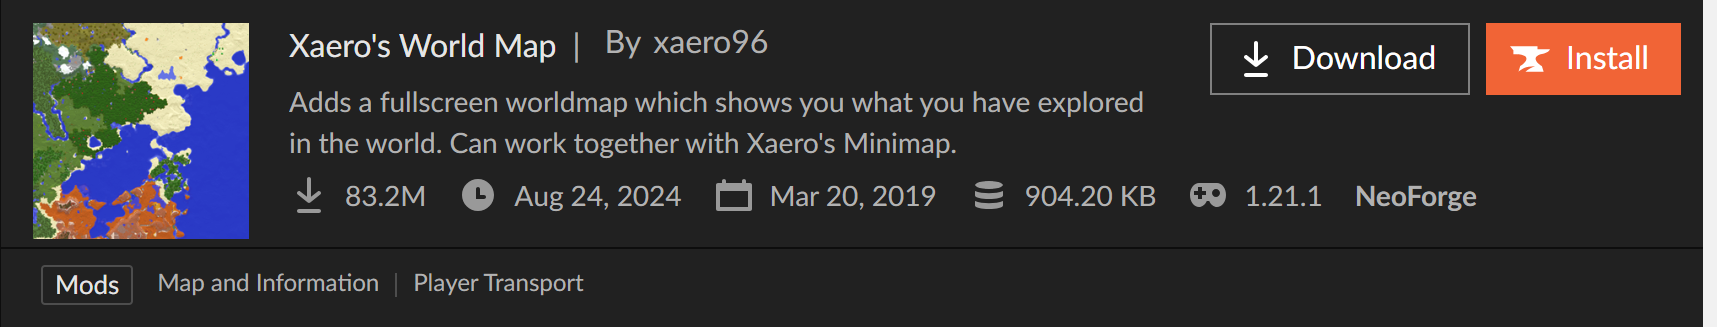 Xaero's World Map | By xaero96
Download
Install
Adds a fullscreen worldmap which shows you what you have explored
in the world. Can work together with Xaero's Minimap.
83.2M Aug 24, 2024 Mar 20, 2019 904.20 KB 1.21.1 NeoForge
Mods Map and Information | Player Transport